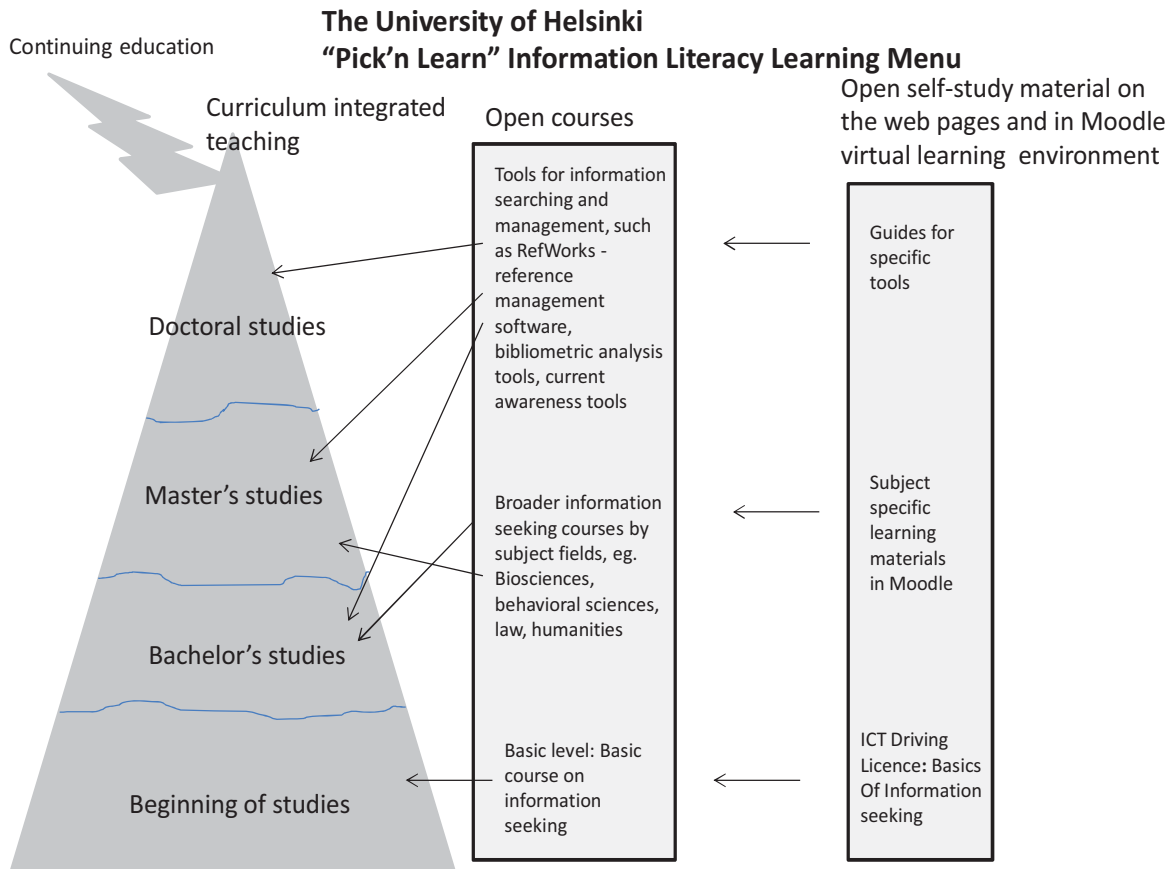 The University of Helsinki
“Pick’n Learn” Information Literacy Learning Menu
Continuing education
Curriculum integrated
teaching
Doctoral studies
Master’s studies
Bachelor’s studies
Beginning of studies
Open courses
Tools for information
searching and
management, such
as RefWorks -
reference
management
software,
bibliometric analysis
tools, current
awareness tools
Broader information
seeking courses by
subject fields, eg.
Biosciences,
behavioral sciences,
law, humanities
Basic level: Basic
course on
information
seeking
Open self-study material on
the web pages and in Moodle
virtual learning environment
Guides for
specific
tools
Subject
specific
learning
materials
in Moodle
ICT Driving
Licence: Basics
Of Information
seeking